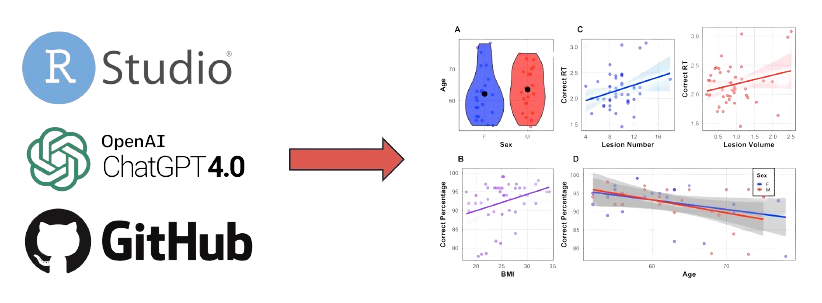 R Studio®
OpenAI
ChatGPT4.0
GitHub
A
Age
70
60
F M
Sex
C
Correct RT
3.0
2.5
2.0
1.5
4 8 12 16
Lesion Number
Correct RT
3.0
2.5
2.0
1.5
0.5 1.0 1.5 2.0 2.5
Lesion Volume
B
Correct Percentage
100
95
90
85
80
20 25 30 35
BMI
D
Correct Percentage
100
95
90
85
80
60 70
Age
Sex
F
M